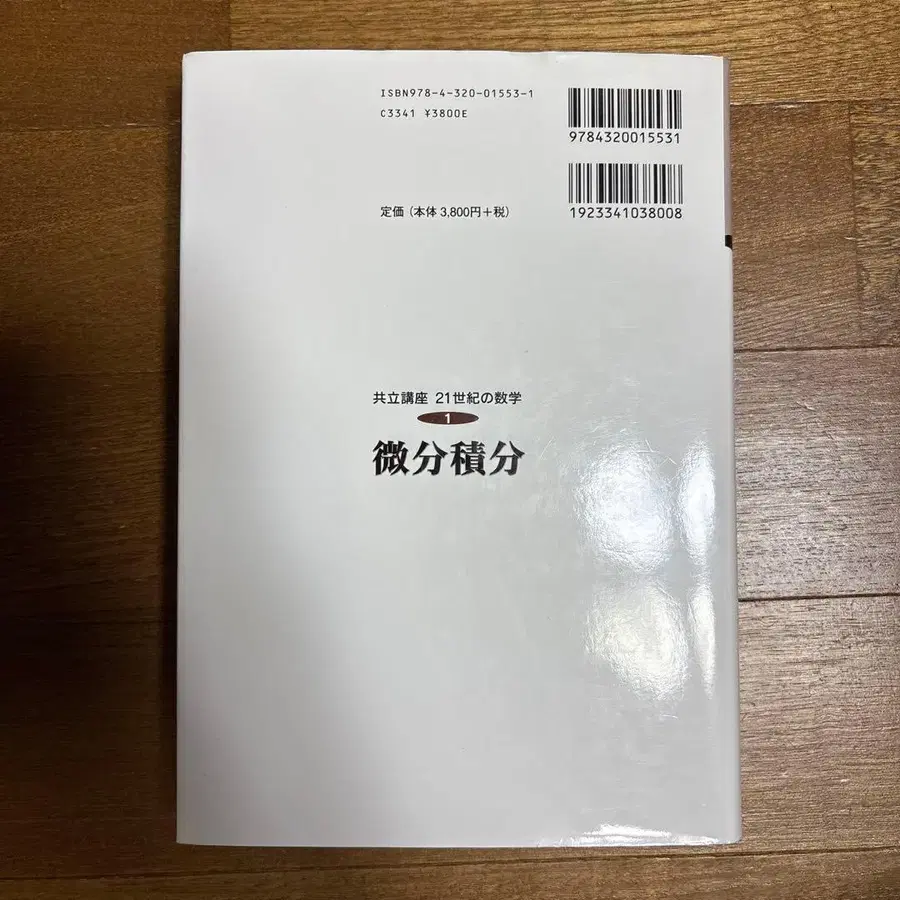 ISBN978-4-320-01553-1
C3341 ¥3800E
9784320015531
定価（本体3,800円＋税）
1923341038008
共立講座 21世紀の数学
1
微分積分